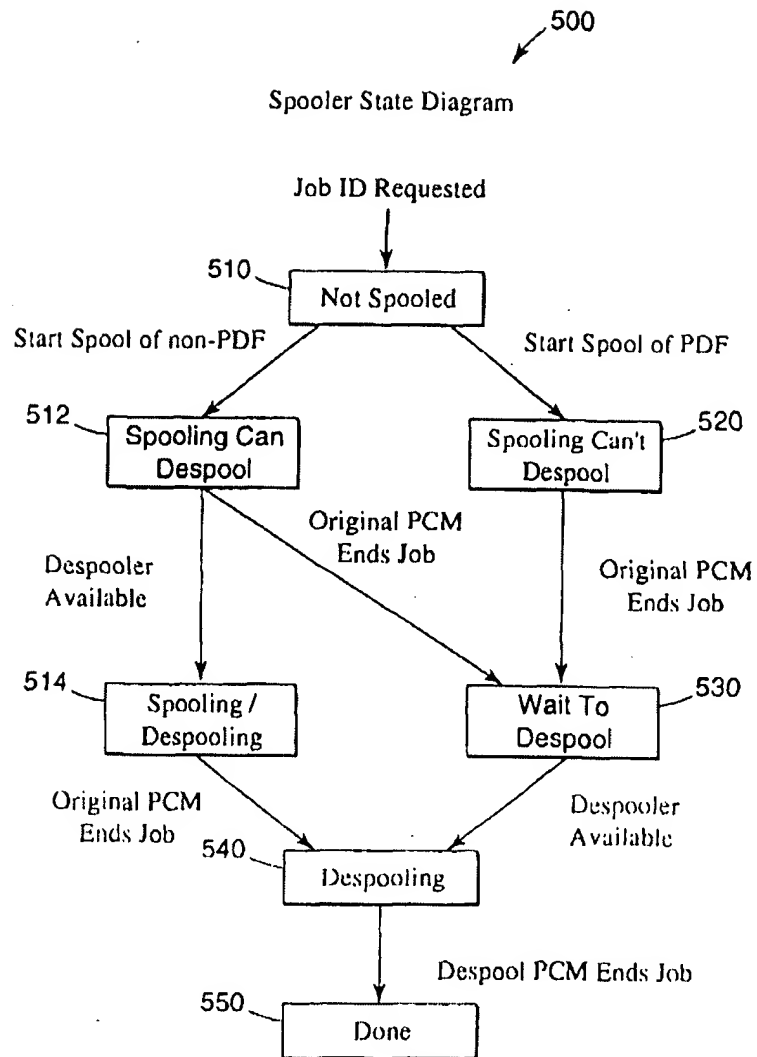 500
Spooler State Diagram
Job ID Requested
510
Not Spooled
Start Spool of non-PDF
Start Spool of PDF
512
Spooling Can
Despool
520
Spooling Can't
Despool
Original PCM
Ends Job
Despooler
Available
Original PCM
Ends Job
514
Spooling /
Despooling
530
Wait To
Despool
Original PCM
Ends Job
Despooler
Available
540
Despooling
Despool PCM Ends Job
550
Done